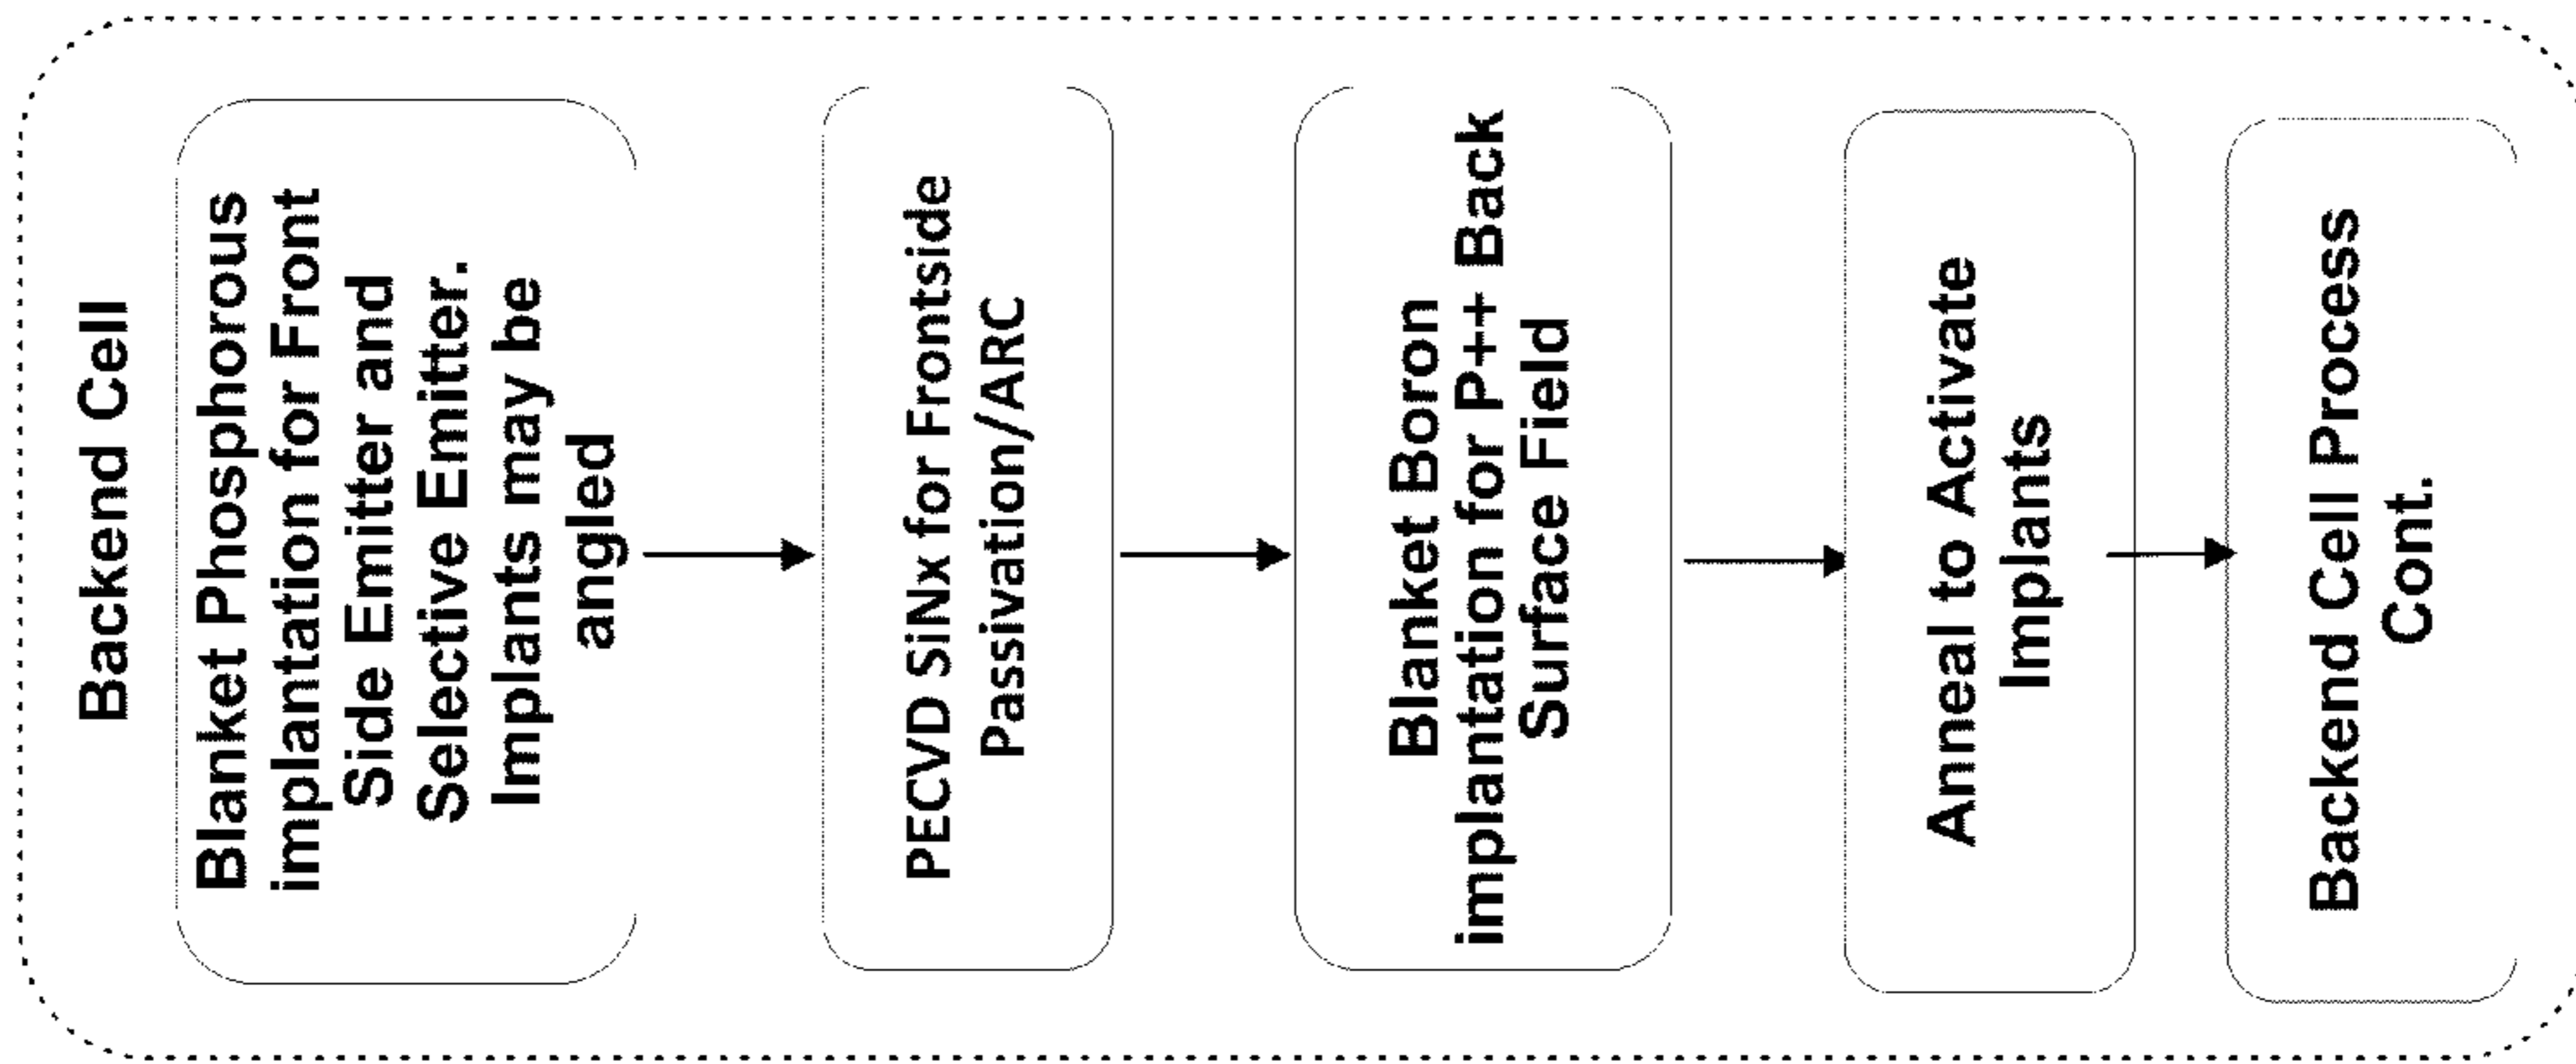 Backend Cell
Blanket Phosphorous
implantation for Front
Side Emitter and
Selective Emitter.
Implants may be
angled
PECVD SiNx for Frontside
Passivation/ARC
Blanket Boron
implantation for P++ Back
Surface Field
Anneal to Activate
Implants
Backend Cell Process
Cont.